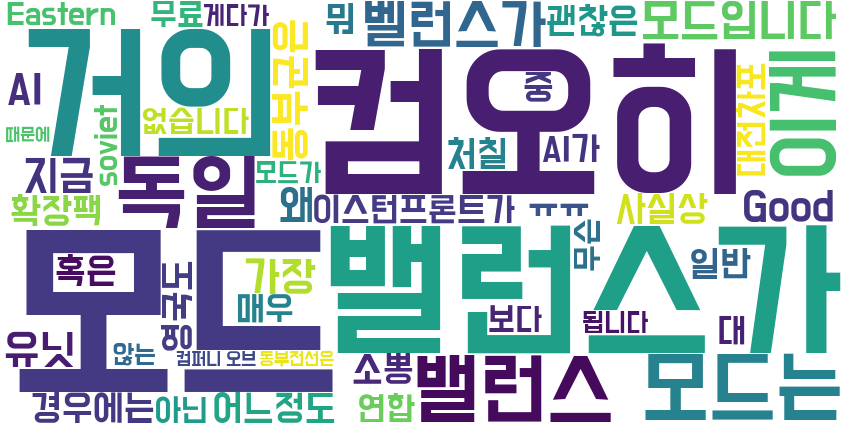 Eastern
무료
게다가
뭐
벨런스가
괜찮은
모드입니다
거의
컴오히
이게
AI
때문에
soviet
없습니다
동부군은
중
AI가
대전차포
지금
독일
모드가
처칠
확장팩
왜
이스턴프론트가
ㅠㅠ
사실상
Good
모드
밸런스가
혹은
영국도
가장
매우
무슨
일반
보다
됩니다
대
유닛
않는
컴퍼니 오브
동부전선은
소뽕
밸런스
모드는
경우에는
아닌
어느정도
연합